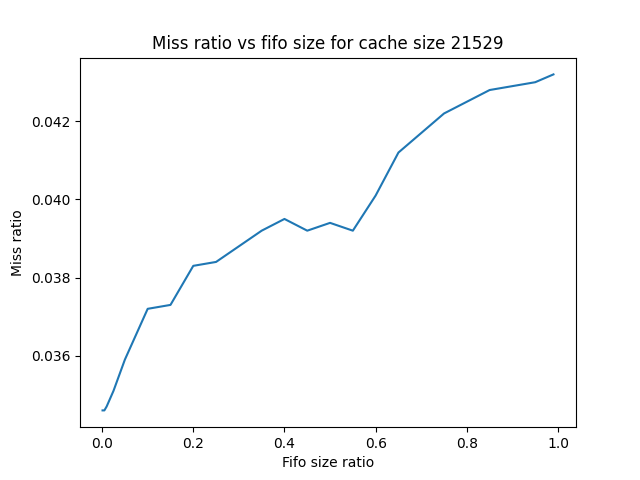 Miss ratio vs fifo size for cache size 21529
0.042
0.040
0.038
0.036
Miss ratio
0.0 0.2 0.4 0.6 0.8 1.0
Fifo size ratio